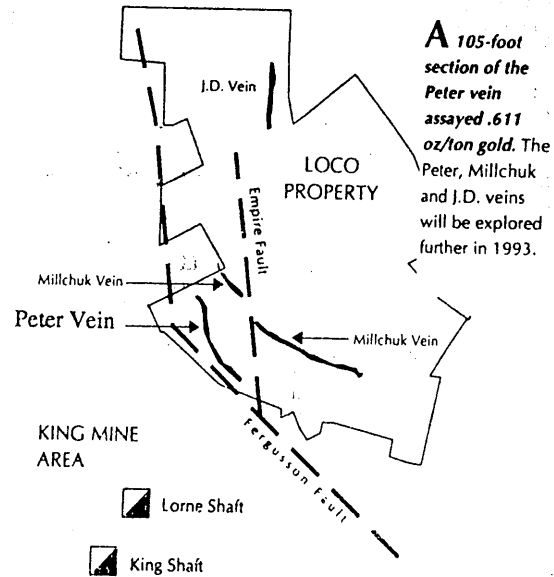 A 105-foot
section of the
Peter vein
assayed .611
oz/ton gold. The
Peter, Millchuk
and J.D. veins
will be explored
further in 1993.
J.D. Vein
LOCO
PROPERTY
Empire Fault
Millchuk Vein
Peter Vein
Millchuk Vein
KING MINE
AREA
Fergusson Fault
Lorne Shaft
King Shaft